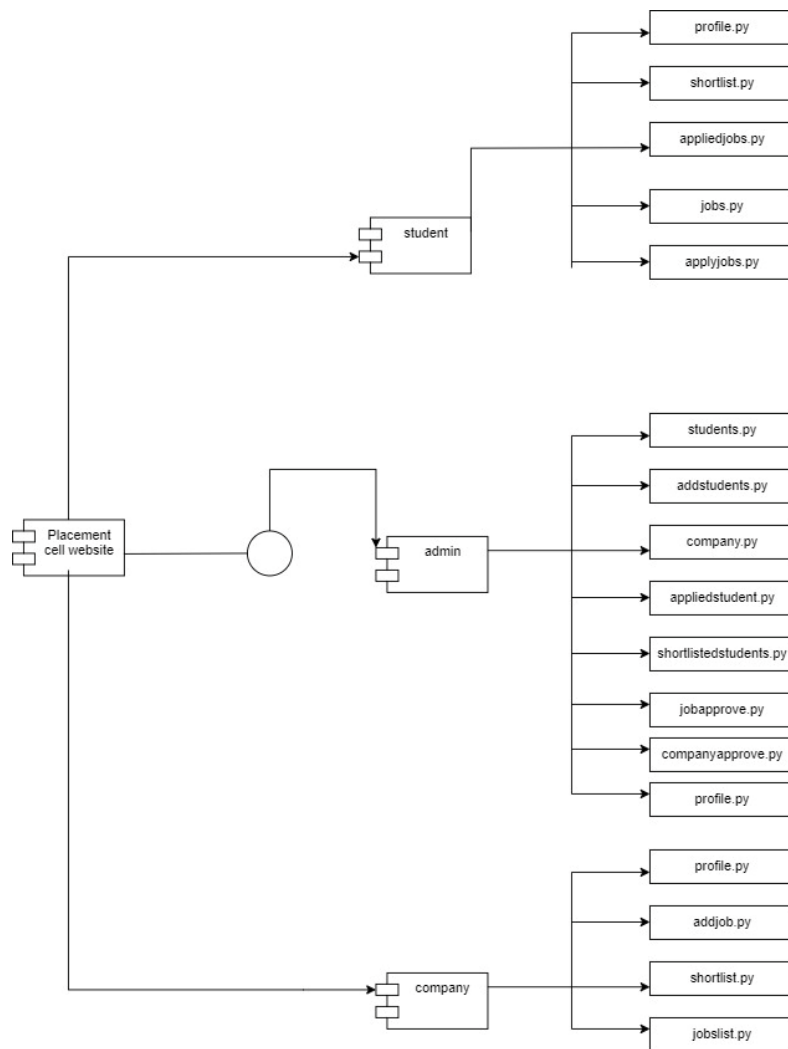 profile.py
shortlist.py
appliedjobs.py
jobs.py
student
applyjobs.py
students.py
addstudents.py
Placement
cell website
admin
company.py
appliedstudent.py
shortlistedstudents.py
jobapprove.py
companyapprove.py
profile.py
profile.py
addjob.py
company
shortlist.py
jobslist.py